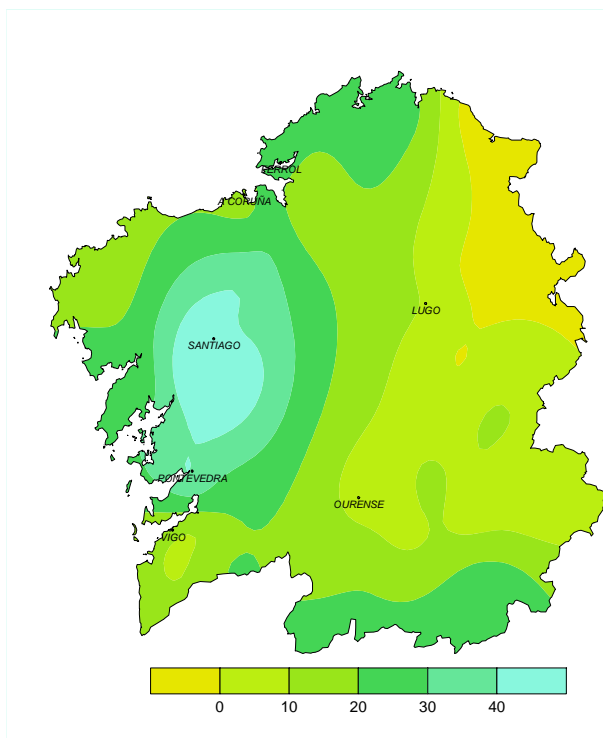 FERROL
A CORUÑA
LUGO
SANTIAGO
PONTEVEDRA
OURENSE
VIGO
0 10 20 30 40